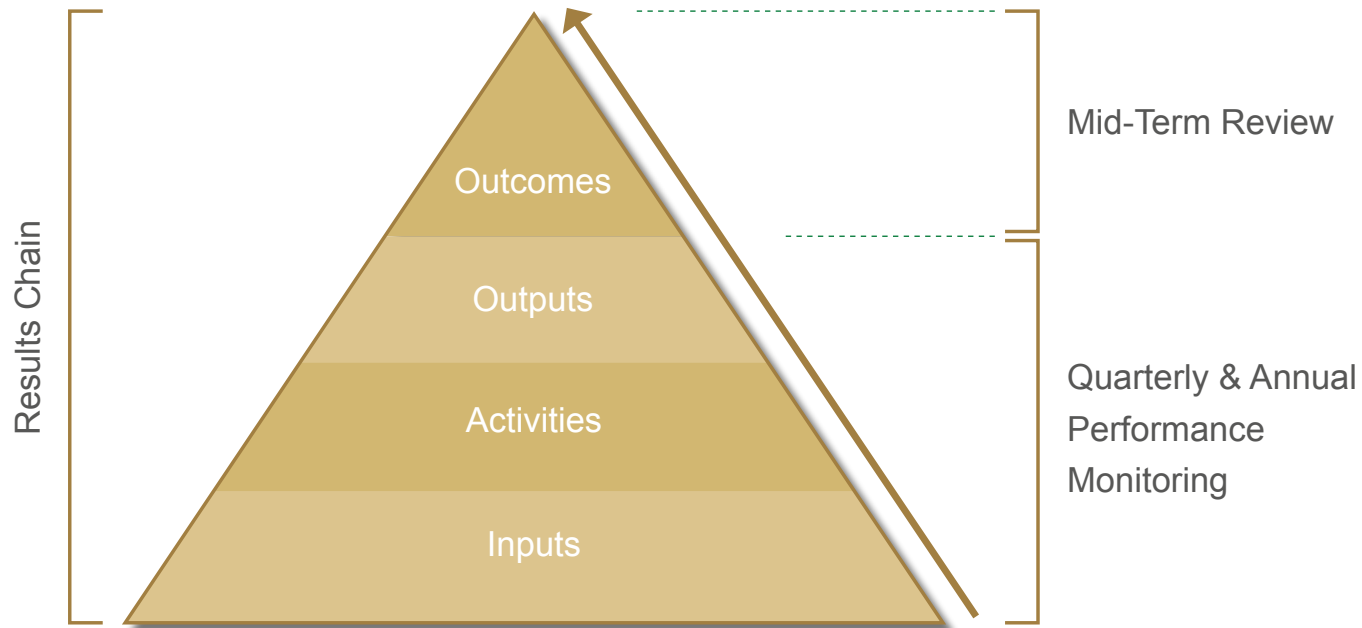 Results Chain
Outcomes
Outputs
Activities
Inputs
Mid-Term Review
Quarterly & Annual
Performance
Monitoring